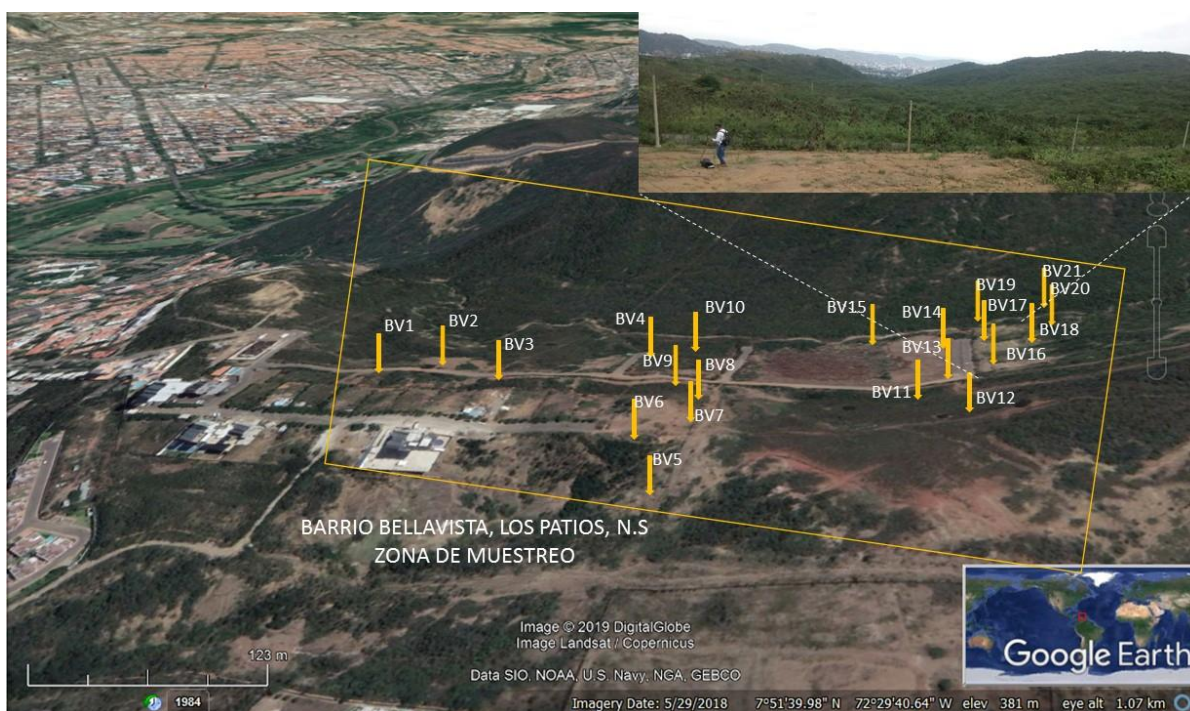 BV21
BV19
BV20
BV10
BV15
BV14
BV17
BV4
BV2
BV1
BV18
BV3
BV13
BV16
BV9
BV8
BV11
BV12
BV6
BV7
BV5
BARRIO BELLAVISTA, LOS PATIOS, N.S
ZONA DE MUESTREO
Image © 2019 DigitalGlobe
Image Landsat / Copernicus
123 m
Data SIO, NOAA, U.S. Navy, NGA, GEBCO
Google Earth
1984
Imagery Date: 5/29/2018 7°51'39.98" N 72°29'40.64" W elev 381 m eye alt 1.07 km